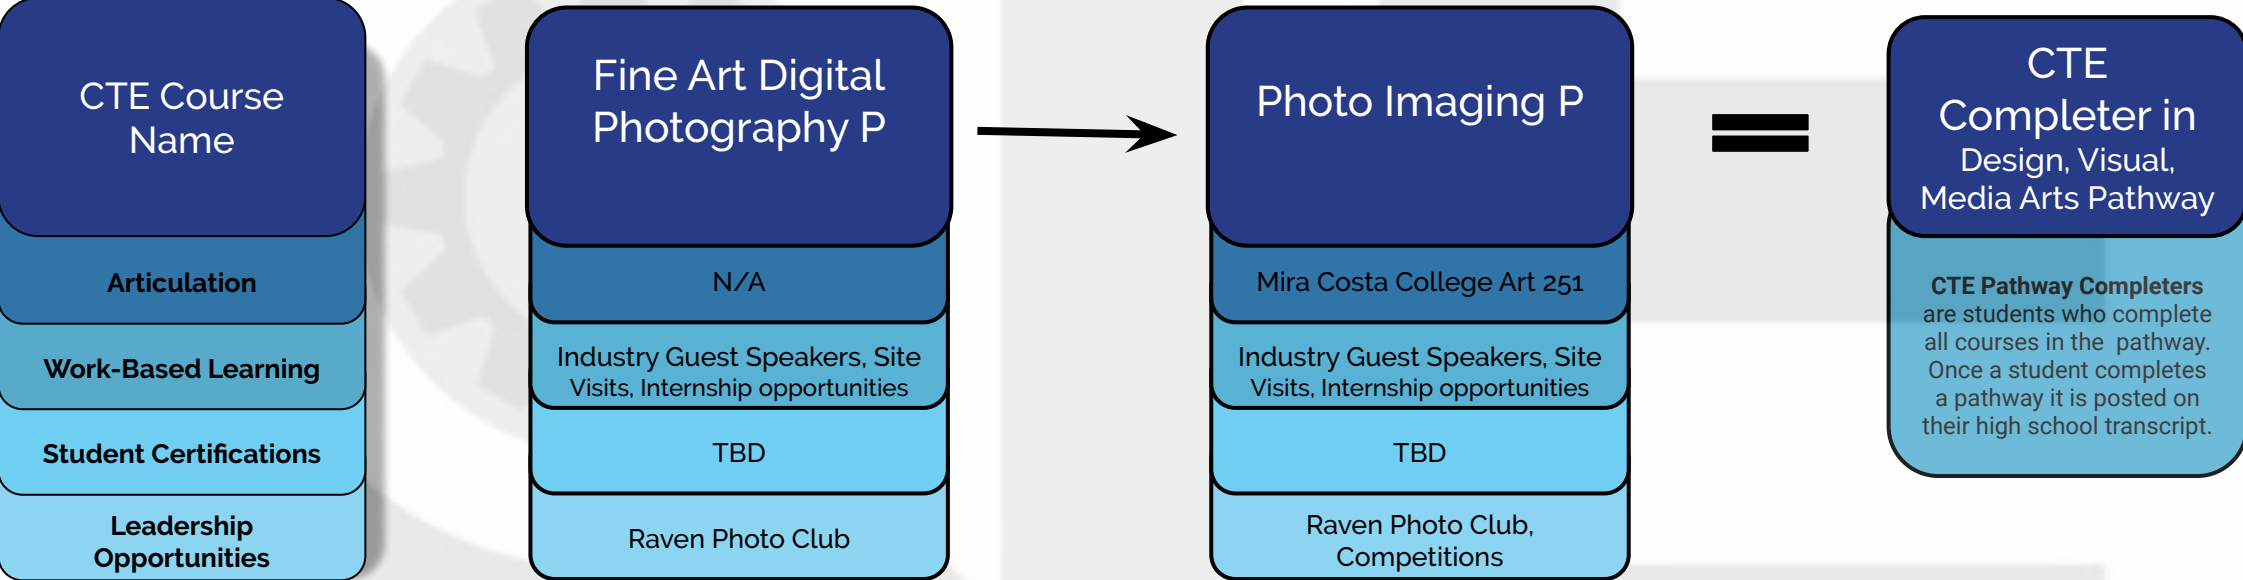 CTE Course
Name
Articulation
Work-Based Learning
Student Certifications
Leadership
Opportunities
Fine Art Digital
Photography P
N/A
Industry Guest Speakers, Site
Visits, Internship opportunities
TBD
Raven Photo Club
Photo Imaging P
Mira Costa College Art 251
Industry Guest Speakers, Site
Visits, Internship opportunities
TBD
Raven Photo Club,
Competitions
CTE
Completer in
Design, Visual,
Media Arts Pathway
CTE Pathway Completers
are students who complete
all courses in the pathway.
Once a student completes
a pathway it is posted on
their high school transcript.